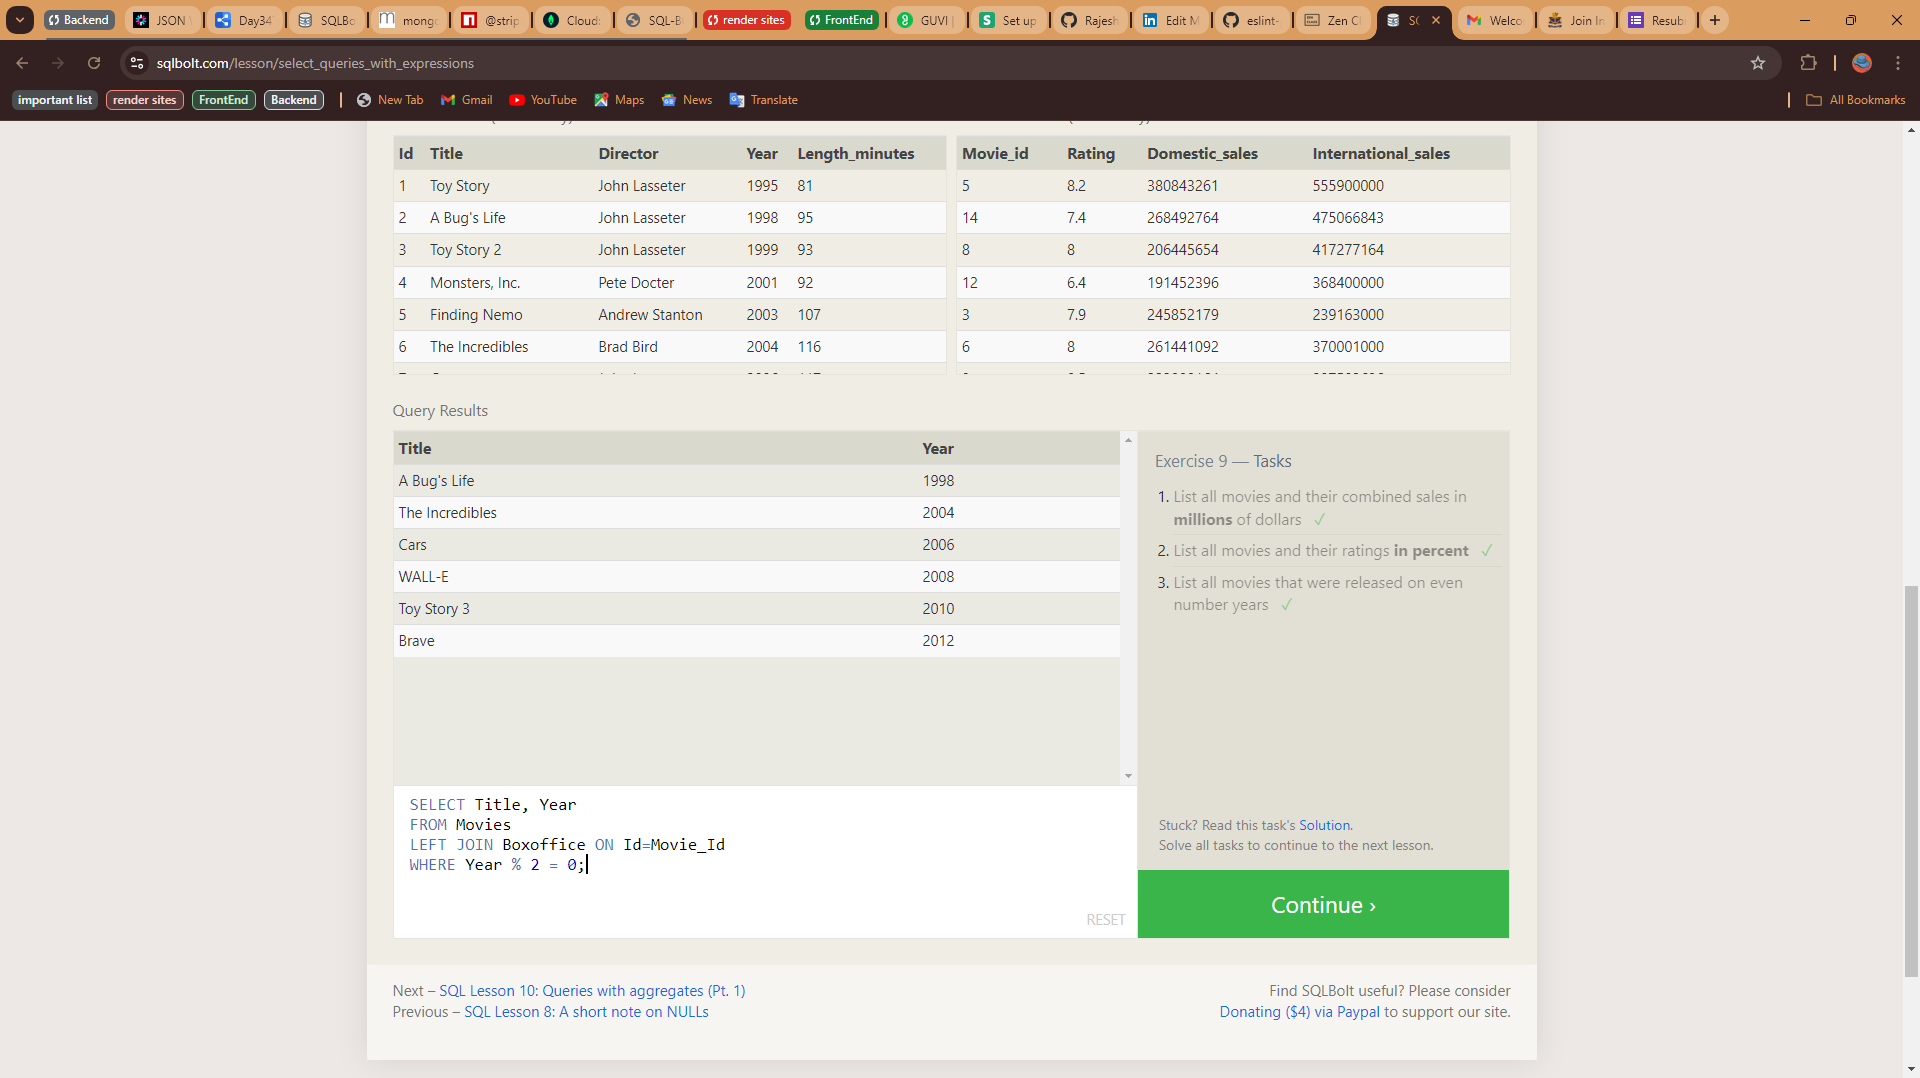 Backend
JSON
Day34
SQLBo
mong
@strip
Cloud
SQL-B
render sites
FrontEnd
GUVI |
Set up
Rajesh
Edit M
eslint-
Zen Cl
Welco
Join In
Resub
sqlbolt.com/lesson/select_queries_with_expressions
important list
render sites
FrontEnd
Backend
New Tab
Gmail
YouTube
Maps
News
Translate
All Bookmarks
Id Title Director Year Length_minutes
1 Toy Story John Lasseter 1995 81
2 A Bug's Life John Lasseter 1998 95
3 Toy Story 2 John Lasseter 1999 93
4 Monsters, Inc. Pete Docter 2001 92
5 Finding Nemo Andrew Stanton 2003 107
6 The Incredibles Brad Bird 2004 116
Movie_id Rating Domestic_sales International_sales
5 8.2 380843261 555900000
14 7.4 268492764 475066843
8 8 206445654 417277164
12 6.4 191452396 368400000
3 7.9 245852179 239163000
6 8 261441092 370001000
Query Results
Title Year
A Bug's Life 1998
The Incredibles 2004
Cars 2006
WALL-E 2008
Toy Story 3 2010
Brave 2012
Exercise 9 — Tasks
1. List all movies and their combined sales in
millions of dollars ✓
2. List all movies and their ratings in percent ✓
3. List all movies that were released on even
number years ✓
Stuck? Read this task's Solution.
Solve all tasks to continue to the next lesson.
Continue ›
SELECT Title, Year
FROM Movies
LEFT JOIN Boxoffice ON Id=Movie_Id
WHERE Year % 2 = 0;
RESET
Next – SQL Lesson 10: Queries with aggregates (Pt. 1)
Previous – SQL Lesson 8: A short note on NULLs
Find SQLBolt useful? Please consider
Donating ($4) via Paypal to support our site.